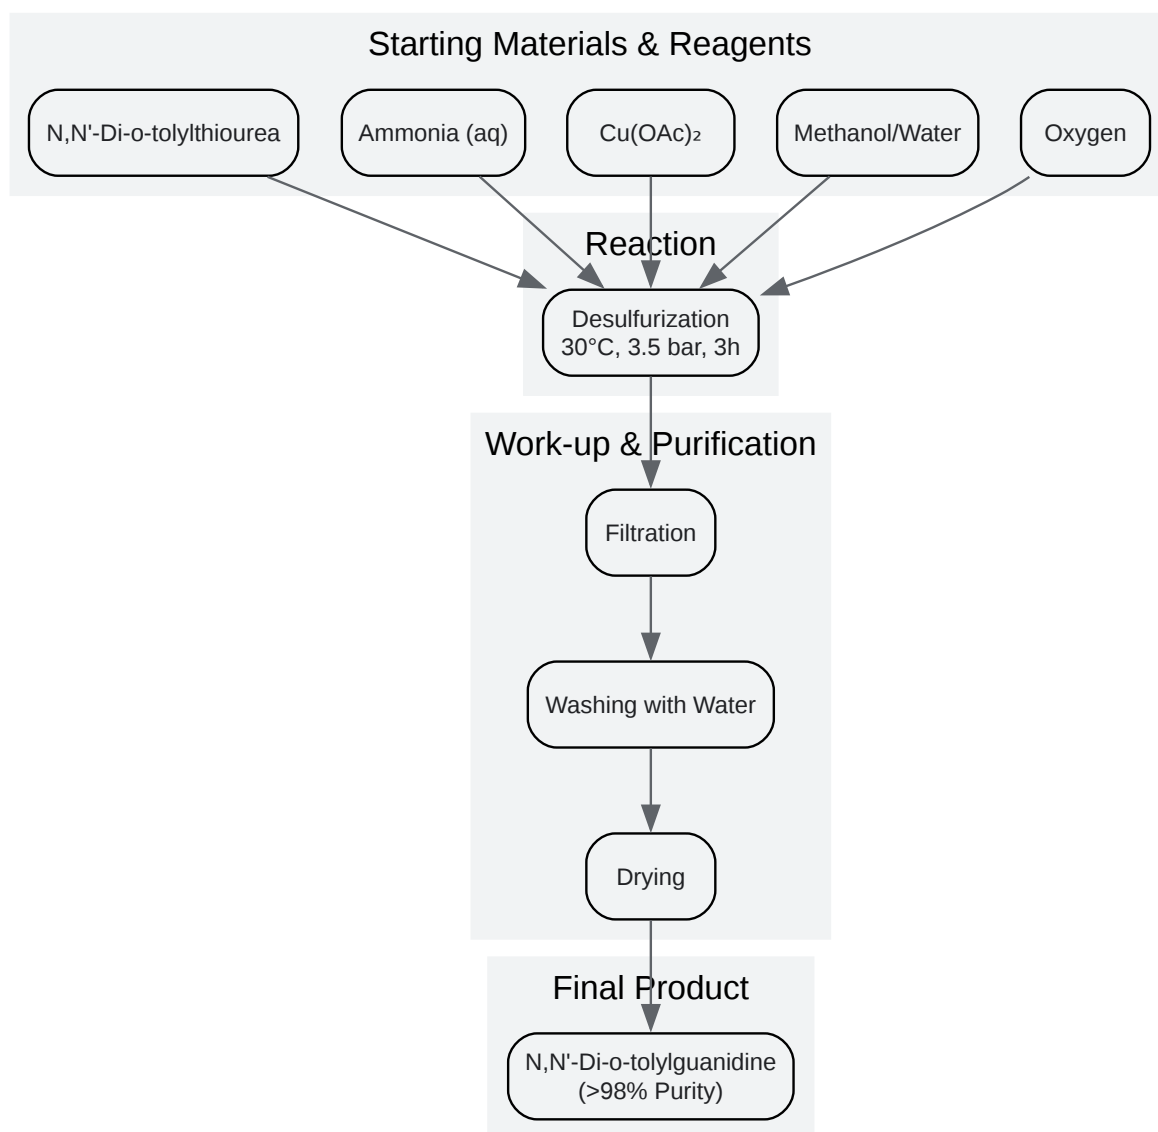 Starting Materials & Reagents
N,N'-Di-o-tolylthiourea
Ammonia (aq)
Cu(OAc)₂
Methanol/Water
Oxygen
Reaction
Desulfurization
30°C, 3.5 bar, 3h
Work-up & Purification
Filtration
Washing with Water
Drying
Final Product
N,N'-Di-o-tolylguanidine
(>98% Purity)